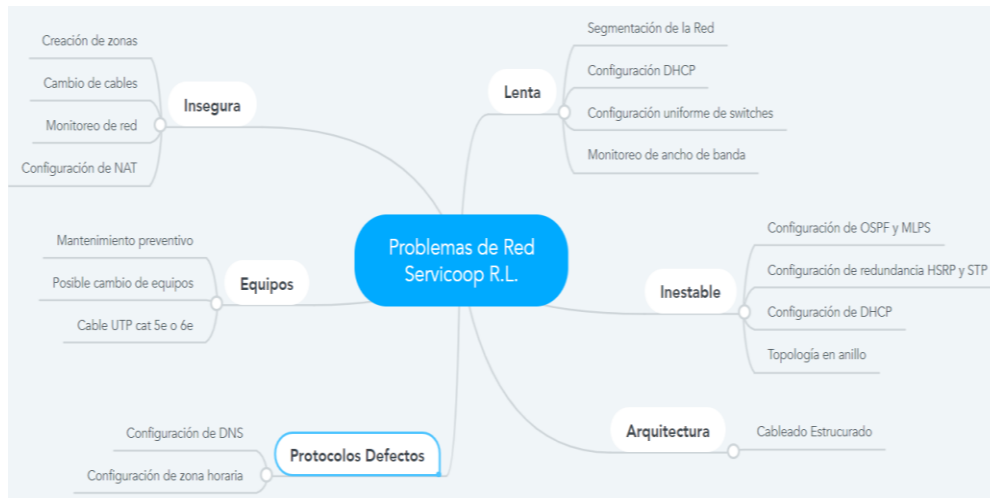 Problemas de Red
Servicoop R.L.
Insegura
Creación de zonas
Cambio de cables
Monitoreo de red
Configuración de NAT
Equipos
Mantenimiento preventivo
Posible cambio de equipos
Cable UTP cat 5e o 6e
Protocolos Defectos
Configuración de DNS
Configuración de zona horaria
Lenta
Segmentación de la Red
Configuración DHCP
Configuración uniforme de switches
Monitoreo de ancho de banda
Inestable
Configuración de OSPF y MLPS
Configuración de redundancia HSRP y STP
Configuración de DHCP
Topología en anillo
Arquitectura
Cableado Estrucurado